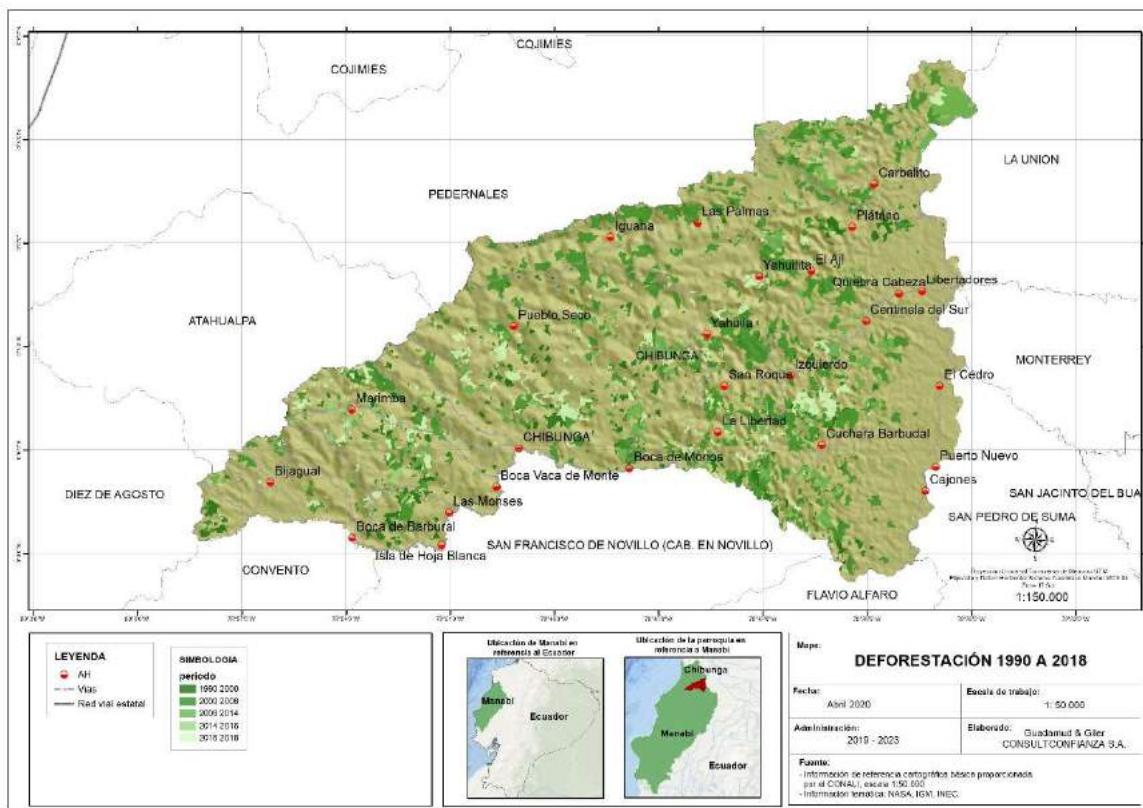 COJIMIES
COJIMIES
LA UNION
Carbelito
PEDERNALES
Las Palmas
Plátano
Iguana
Yahuilita
El Ají
Quiebra Cabeza
Libertadores
ATAHUALPA
Pueblo Seco
Centinela del Sur
Yahuila
CHIBUNGA
MONTERREY
San Roque
Izquierdo
El Cedro
Marimba
La Libertad
CHIBUNGA
Cuchara Barbudal
Boca de Monos
Puerto Nuevo
Bijagual
Boca Vaca de Monte
Cajones
DIEZ DE AGOSTO
Las Monses
SAN JACINTO DEL BUA
SAN PEDRO DE SUMA
Boca de Barbural
Isla de Hoja Blanca
SAN FRANCISCO DE NOVILLO (CAB. EN NOVILLO)
CONVENTO
FLAVIO ALFARO
1:150.000
LEYENDA
AH
Vias
Red vial estatal
SIMBOLOGIA
periodo
1990 2000
2000 2008
2008 2014
2014 2016
2016 2018
Ubicación de Manabí en
referencia al Ecuador
Manabí
Ecuador
Ubicación de la parroquia en
referencia a Manabí
Chibunga
Manabí
Ecuador
Mapa:
DEFORESTACIÓN 1990 A 2018
Fecha:
Abril 2020
Escala de trabajo:
1: 50.000
Administración:
2019 - 2023
Elaborado:
Guadamud & Giler
CONSULTCONFIANZA S.A.
Fuente:
- Información de referencia cartográfica básica proporcionada
por el CONALI, escala 1:50.000
- Información temática: NASA, IGM, INEC.